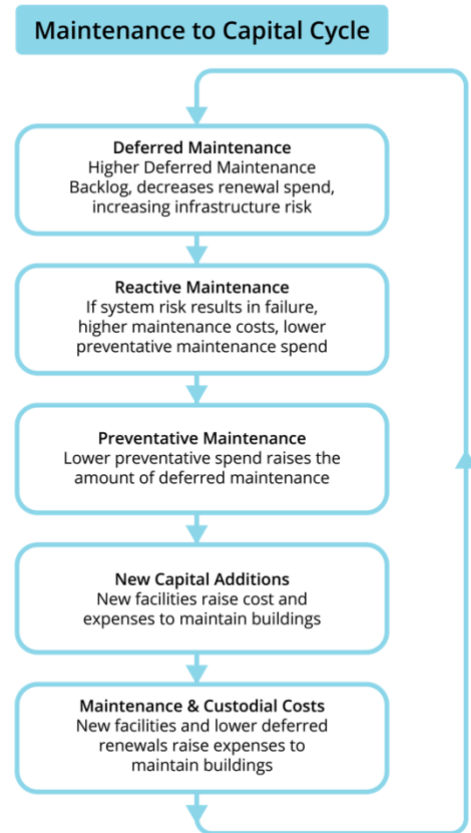 Maintenance to Capital Cycle
Deferred Maintenance
Higher Deferred Maintenance
Backlog, decreases renewal spend,
increasing infrastructure risk
Reactive Maintenance
If system risk results in failure,
higher maintenance costs, lower
preventative maintenance spend
Preventative Maintenance
Lower preventative spend raises the
amount of deferred maintenance
New Capital Additions
New facilities raise cost and
expenses to maintain buildings
Maintenance & Custodial Costs
New facilities and lower deferred
renewals raise expenses to
maintain buildings